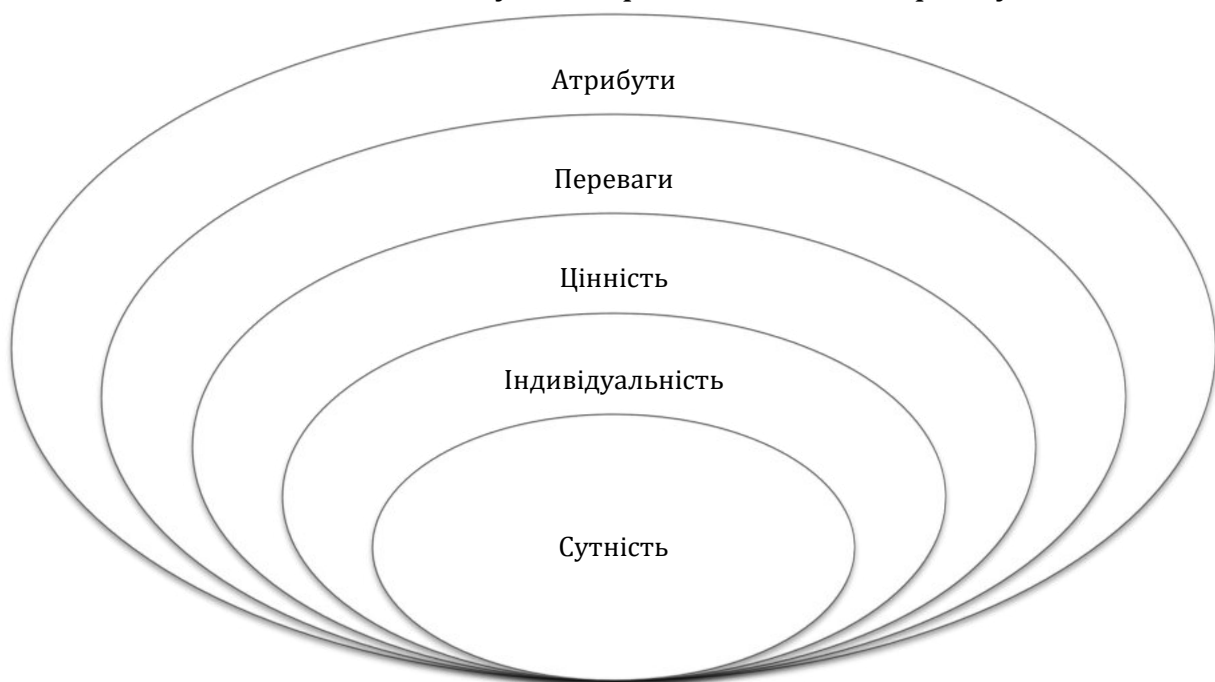 Атрибути
Переваги
Цінність
Індивідуальність
Сутність